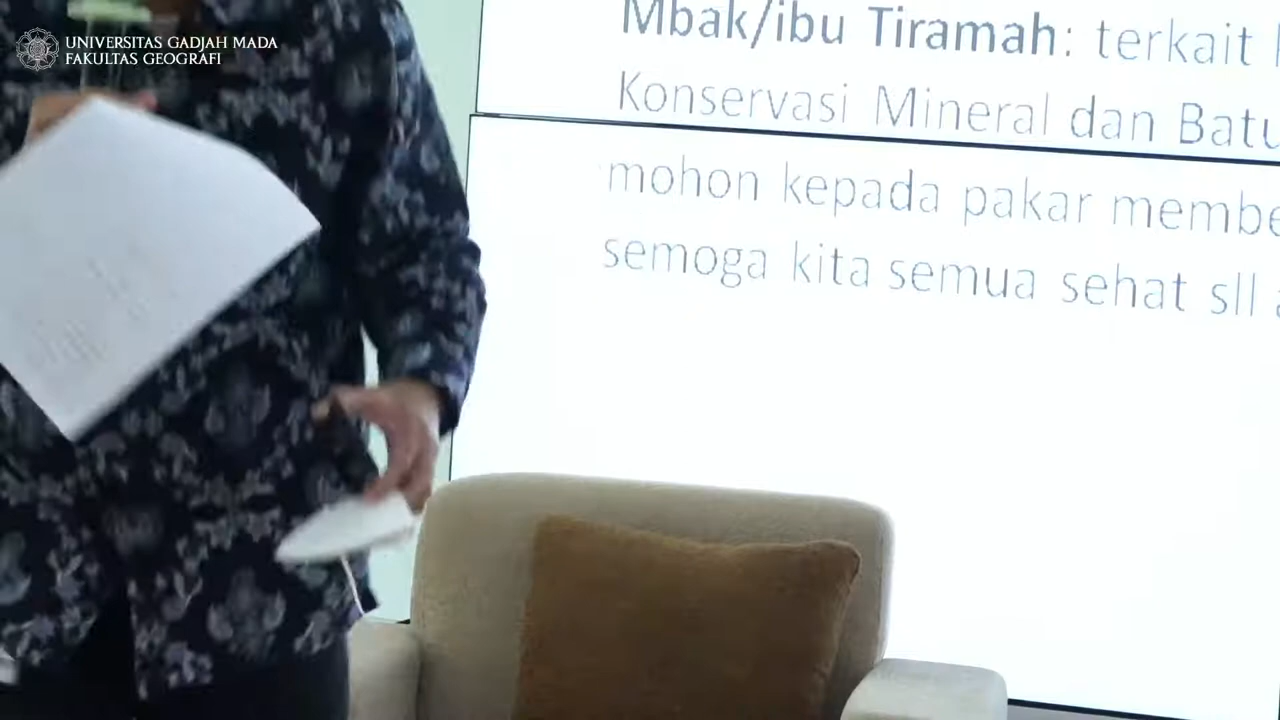 UNIVERSITAS GADJAH MADA
FAKULTAS GEOGRAFI
Mbak/ibu Tiramah: terkait
Konservasi Mineral dan Batu
mohon kepada pakar membe
semoga kita semua sehat sll